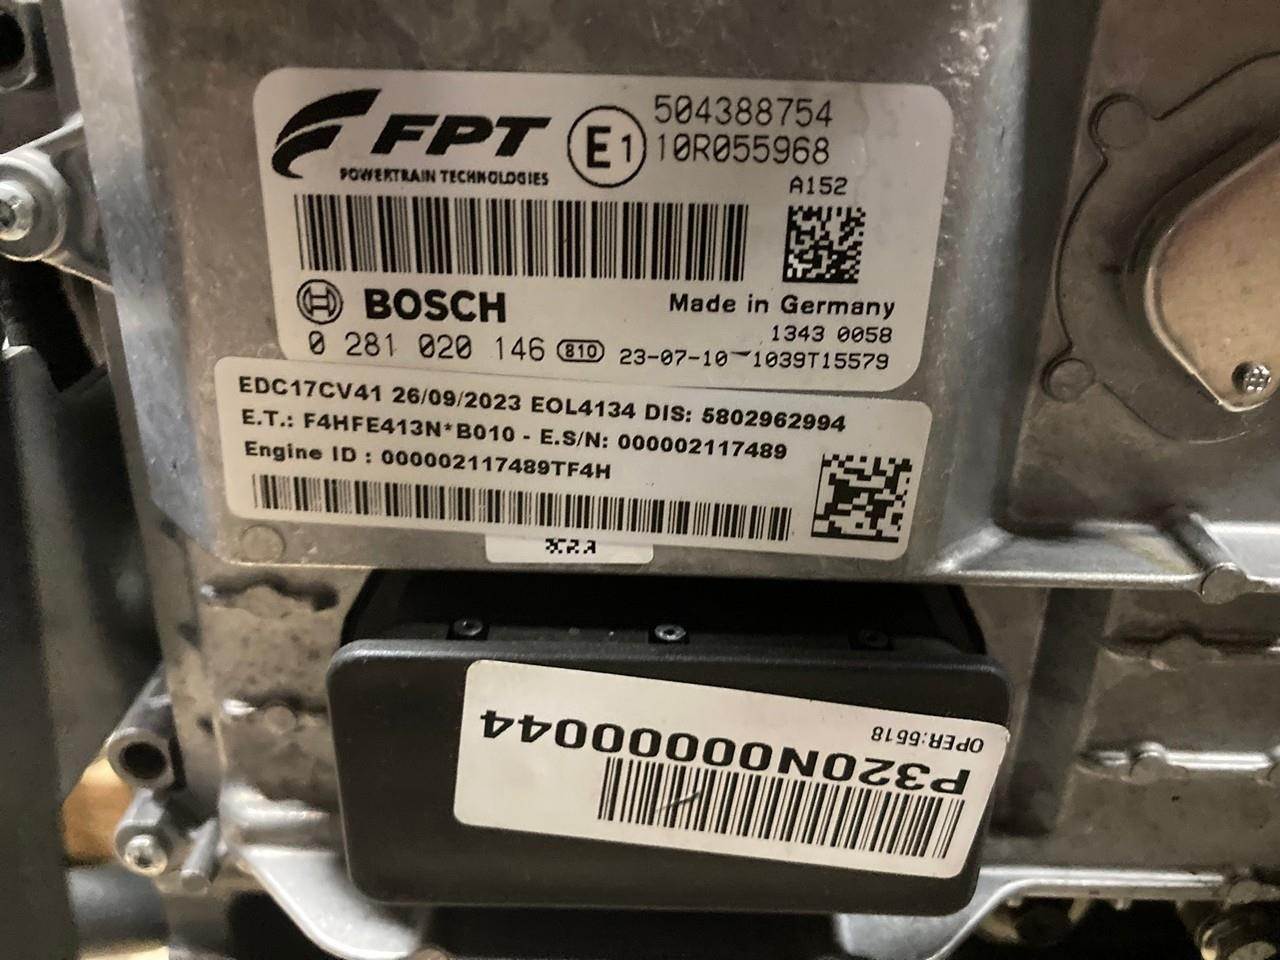 FPT
POWERTRAIN TECHNOLOGIES
E1
504388754
10R055968
A152
BOSCH
Made in Germany
1343 0058
0 281 020 146 810 23-07-10 1039T15579
EDC17CV41 26/09/2023 EOL4134 DIS: 5802962994
E.T.: F4HFE413N*B010 - E.S/N: 000002117489
Engine ID : 000002117489TF4H
OPER:5618
P320N0000044